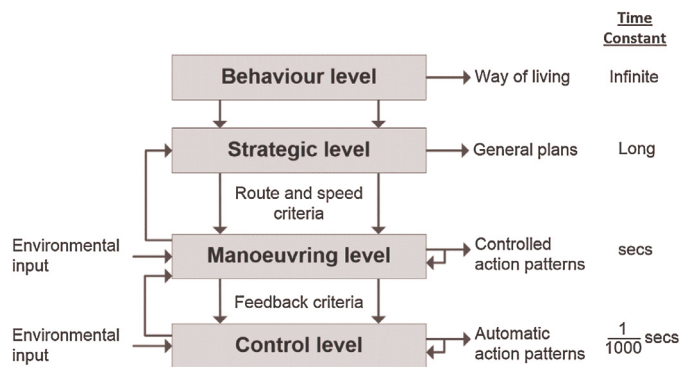 Time
Constant
Behaviour level
Way of living
Infinite
Strategic level
General plans
Long
Route and speed
criteria
Environmental
input
Manoeuvring level
Controlled
action patterns
secs
Feedback criteria
Environmental
input
Control level
Automatic
action patterns
1/1000 secs